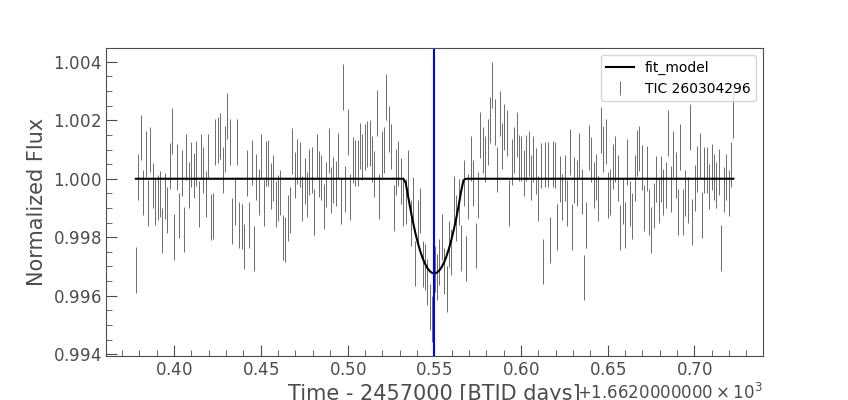 1.004
1.002
1.000
0.998
0.996
0.994
Normalized Flux
fit_model
TIC 260304296
0.40 0.45 0.50 0.55 0.60 0.65 0.70
Time - 2457000 [BTJD days]
+1.6620000000 × 10³